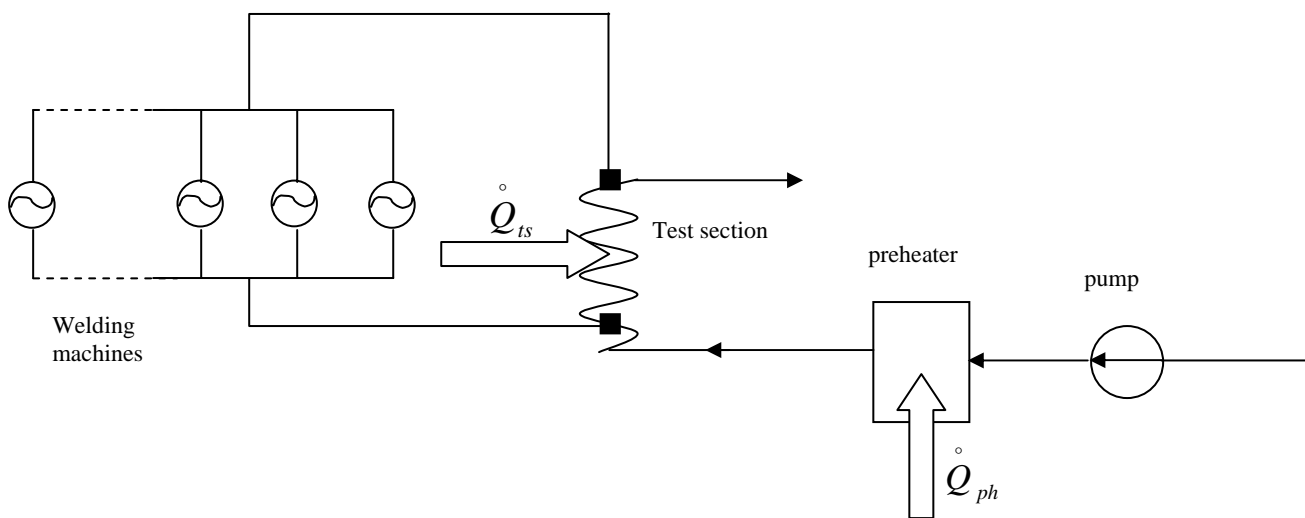 Q̊ts
Test section
preheater
pump
Welding
machines
Q̊ph